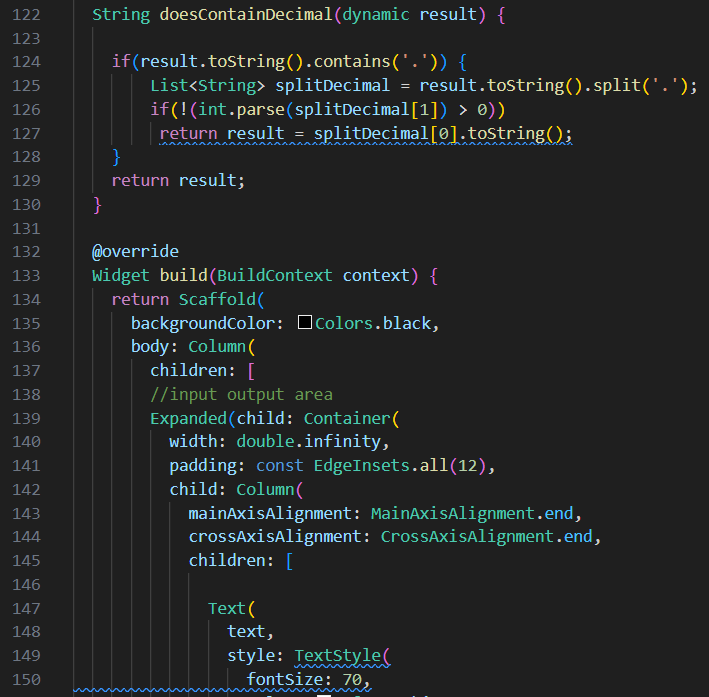 122 String doesContainDecimal(dynamic result) {
123
124 if(result.toString().contains('.')) {
125 List<String> splitDecimal = result.toString().split('.');
126 if(!(int.parse(splitDecimal[1]) > 0))
127 return result = splitDecimal[0].toString();
128 }
129 return result;
130 }
131
132 @override
133 Widget build(BuildContext context) {
134 return Scaffold(
135 backgroundColor: Colors.black,
136 body: Column(
137 children: [
138 //input output area
139 Expanded(child: Container(
140 width: double.infinity,
141 padding: const EdgeInsets.all(12),
142 child: Column(
143 mainAxisAlignment: MainAxisAlignment.end,
144 crossAxisAlignment: CrossAxisAlignment.end,
145 children: [
146
147 Text(
148 text,
149 style: TextStyle(
150 fontSize: 70,